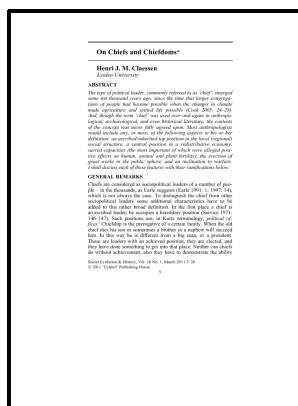 On Chiefs and Chiefdoms*
Henri J. M. Claessen
Leiden University
ABSTRACT
The type of political leader, commonly referred to as 'chief', emerged
some ten thousand years ago, since the time that larger congrega-
tions of people had become possible when the changes in climate
made agriculture and settled life possible (Cook 2005: 24–28).
And, though the term 'chief' was used over and again in anthropo-
logical, archaeological, and even historical literature, the contents
of the concept was never fully agreed upon. Most anthropologists
would include any, or most, of the following aspects in his or her
definition: an ascribed/inherited top position in the local (regional)
social structure, a central position in a redistributive economy,
sacred capacities (the most important of which were alleged posi-
tive effects on human, animal and plant fertility), the erection of
great works in the public sphere, and an inclination to warfare.
I shall discuss each of these features with their ramifications below.
GENERAL REMARKS
Chiefs are considered as sociopolitical leaders of a number of peo-
ple – in the thousands, as Earle suggests (Earle 1991: 1; 1997: 14),
which is not always the case. To distinguish the chief from other
sociopolitical leaders some additional characteristics have to be
added to this rather broad definition. In the first place a chief is
an ascribed leader; he occupies a hereditary position (Service 1971:
146–[47]). Such positions are, in Kurtz terminology, political of-
fices.¹ Chiefship is the prerogative of a certain family. When the old
chief dies his son or sometimes a brother or a nephew will succeed
him. In this way he is different from a big man, or a president.
These are leaders with an achieved position, they are elected, and
they have done something to get into that place. Neither can chiefs
do without achievement, also they have to demonstrate the ability
Social Evolution & History, Vol. 10 No. 1, March 2011 3–26
© 2011 'Uchitel' Publishing House